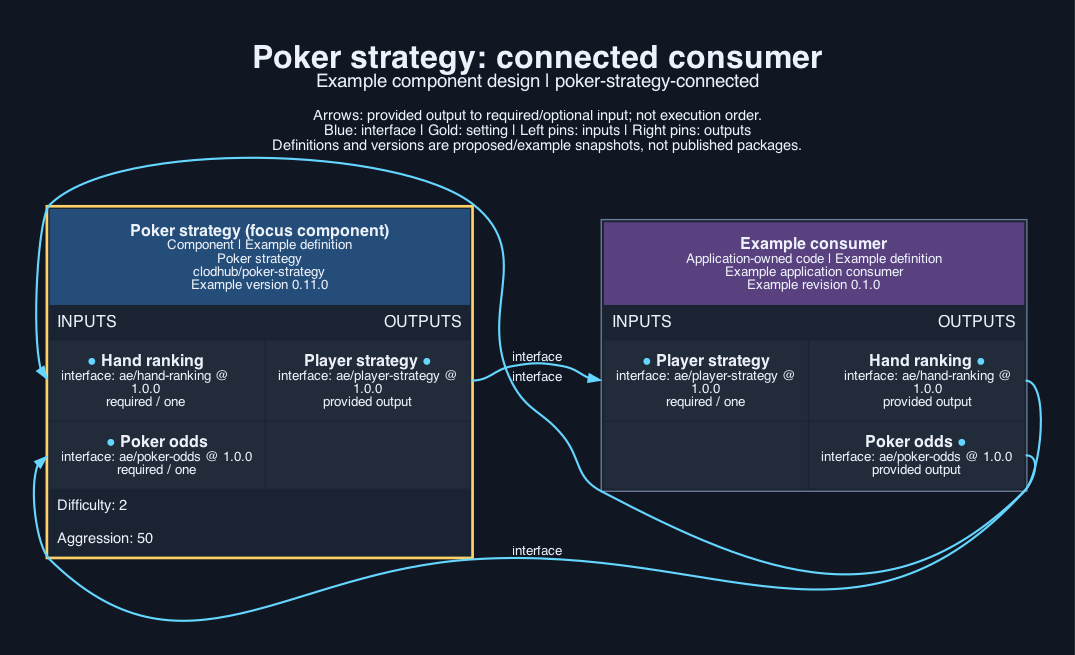 Poker strategy: connected consumer
Example component design | poker-strategy-connected
Arrows: provided output to required/optional input; not execution order.
Blue: interface | Gold: setting | Left pins: inputs | Right pins: outputs
Definitions and versions are proposed/example snapshots, not published packages.
Poker strategy (focus component)
Component | Example definition
Poker strategy
clodhub/poker-strategy
Example version 0.11.0
INPUTS
OUTPUTS
● Hand ranking
interface: ae/hand-ranking @
1.0.0
required / one
Player strategy ●
interface: ae/player-strategy @
1.0.0
provided output
● Poker odds
interface: ae/poker-odds @ 1.0.0
required / one
Difficulty: 2
Aggression: 50
interface
interface
interface
Example consumer
Application-owned code | Example definition
Example application consumer
Example revision 0.1.0
INPUTS
OUTPUTS
● Player strategy
interface: ae/player-strategy @
1.0.0
required / one
Hand ranking ●
interface: ae/hand-ranking @
1.0.0
provided output
Poker odds ●
interface: ae/poker-odds @ 1.0.0
provided output